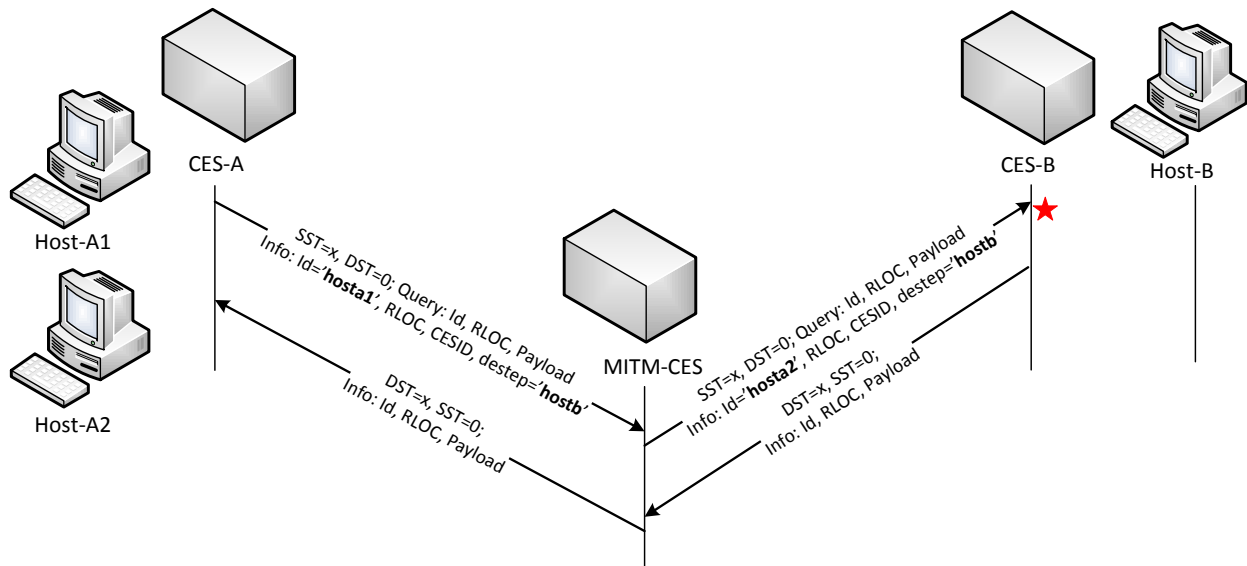 CES-A
CES-B
Host-B
Host-A1
SST=x, DST=0; Query: Id, RLOC, Payload
Info: Id='hosta1', RLOC, CESID, destep='hostb'
SST=x, DST=0; Query: Id, RLOC, Payload
Info: Id='hosta2', RLOC, CESID, destep='hostb'
MITM-CES
Host-A2
DST=x, SST=0;
Info: Id, RLOC, Payload
DST=x, SST=0;
Info: Id, RLOC, Payload